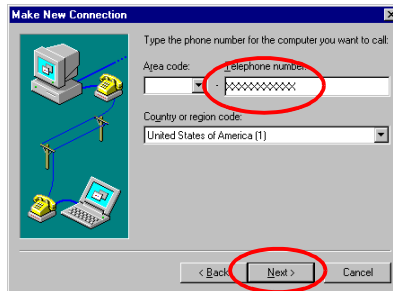 Make New Connection
Type the phone number for the computer you want to call:
Area code: Telephone number:
- XXXXXXXXXXX
Country or region code:
United States of America (1)
< Back Next > Cancel